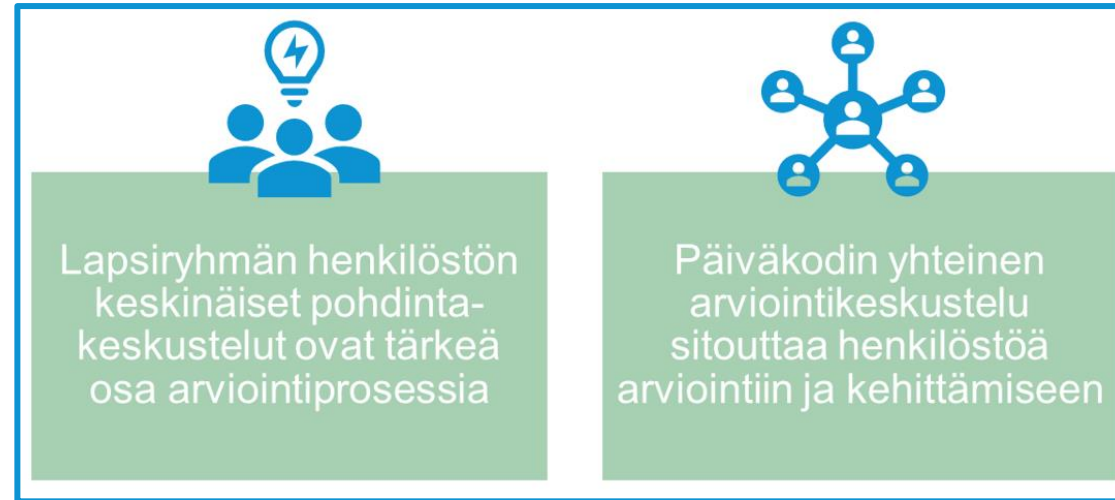 Lapsiryhmän henkilöstön
keskinäiset pohdinta-
keskustelut ovat tärkeä
osa arviointiprosessia
Päiväkodin yhteinen
arviointikeskustelu
sitouttaa henkilöstöä
arviointiin ja kehittämiseen